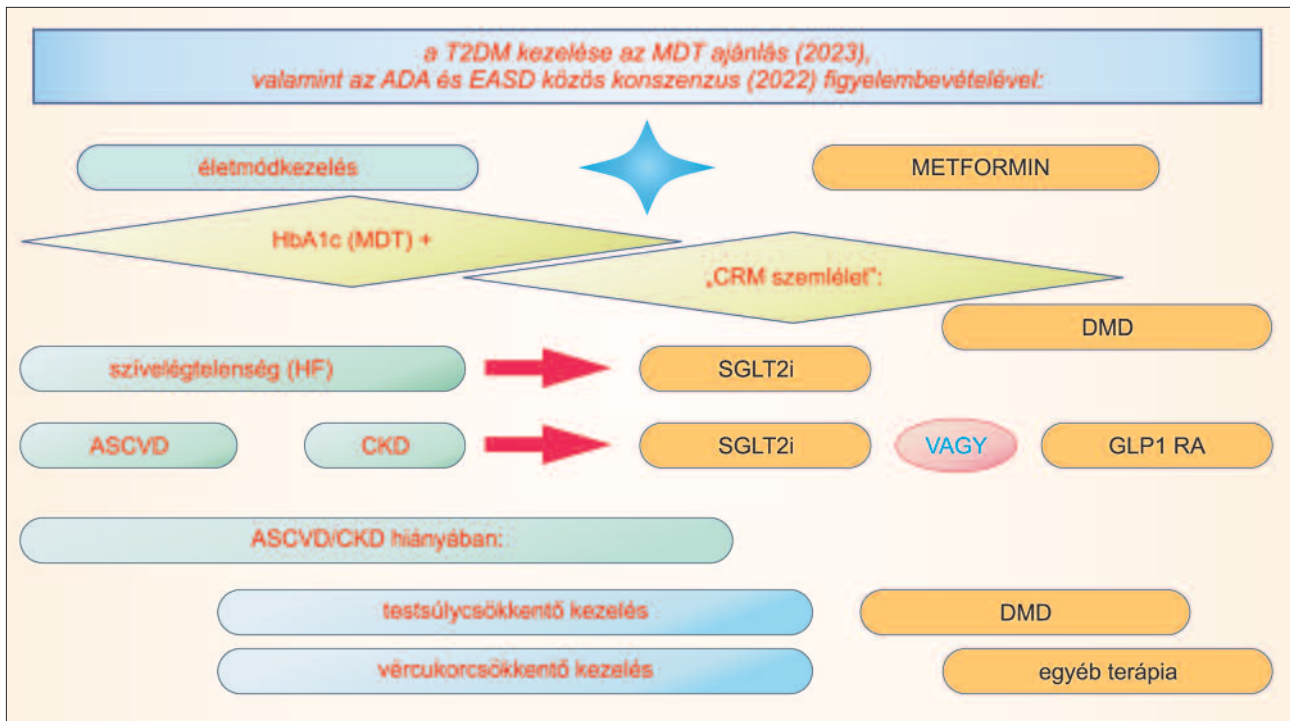 a T2DM kezelése az MDT ajánlás (2023),
valamint az ADA és EASD közös konszenzus (2022) figyelembevételével:
életmódkezelés
METFORMIN
HbA1c (MDT) +
„CRM szemlélet":
DMD
szívelégtelenség (HF)
SGLT2i
ASCVD
CKD
SGLT2i
VAGY
GLP1 RA
ASCVD/CKD hiányában:
testsúlycsökkentő kezelés
DMD
vércukorcsökkentő kezelés
egyéb terápia